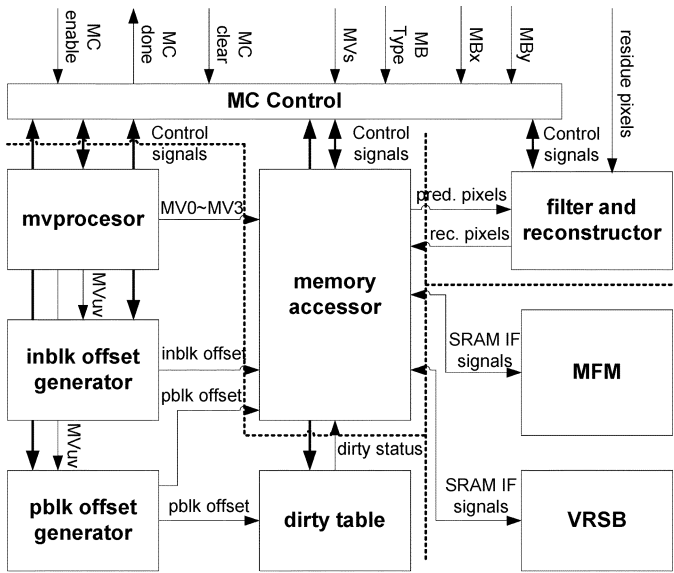 MC
enable
MC
done
MC
clear
MVs
MB
Type
MBx
MBy
residue pixels
MC Control
Control
signals
Control
signals
Control
signals
mvprocesor
MV0~MV3
memory
accessor
pred. pixels
rec. pixels
filter and
reconstructor
MVuv
inblk offset
generator
inblk offset
pblk offset
SRAM IF
signals
MFM
MVuv
dirty status
pblk offset
generator
pblk offset
dirty table
SRAM IF
signals
VRSB